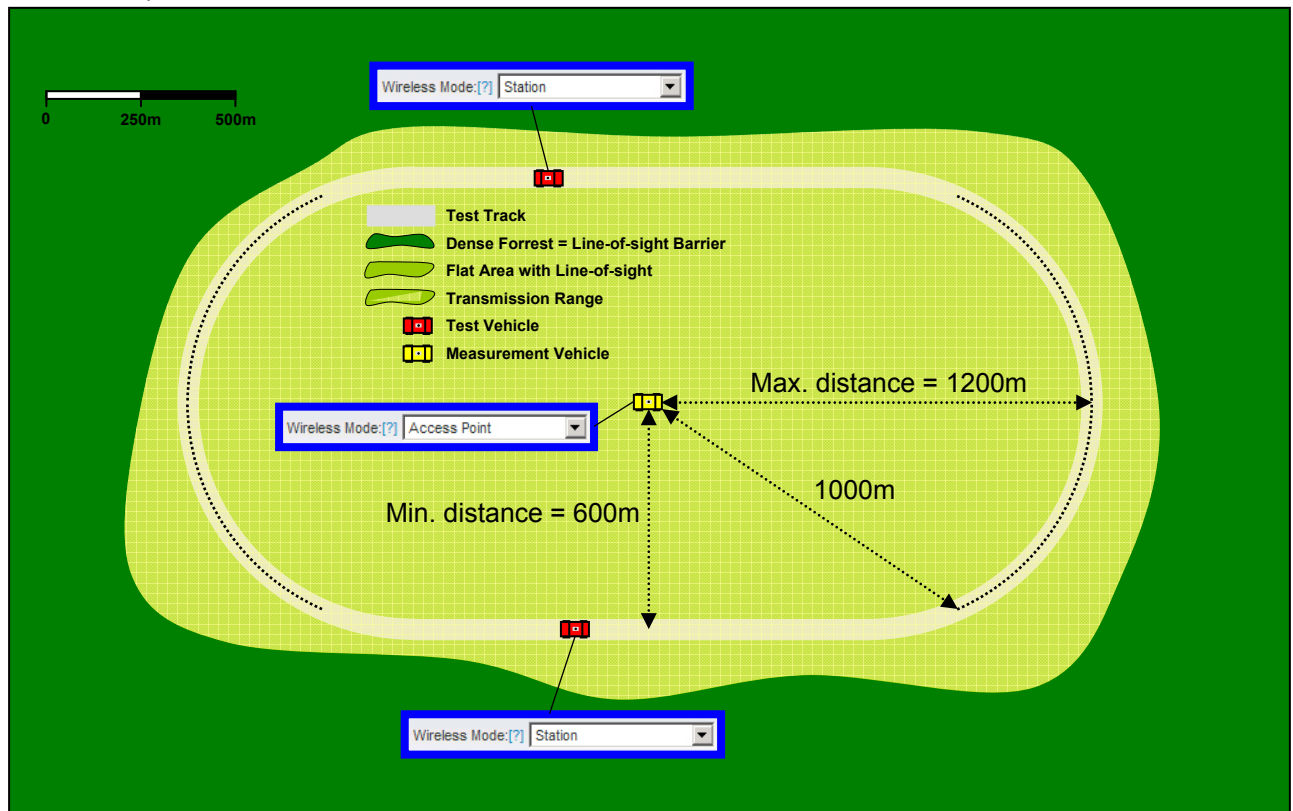 Wireless Mode:[?] Station
0 250m 500m
Test Track
Dense Forrest = Line-of-sight Barrier
Flat Area with Line-of-sight
Transmission Range
Test Vehicle
Measurement Vehicle
Max. distance = 1200m
Wireless Mode:[?] Access Point
1000m
Min. distance = 600m
Wireless Mode:[?] Station